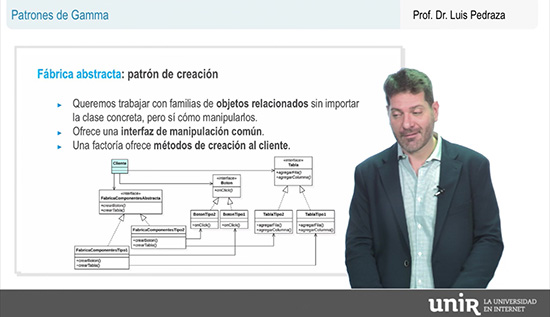 Patrones de Gamma
Prof. Dr. Luis Pedraza
Fábrica abstracta: patrón de creación
Queremos trabajar con familias de objetos relacionados sin importar
la clase concreta, pero sí cómo manipularlos.
Ofrece una interfaz de manipulación común.
Una factoría ofrece métodos de creación al cliente.
Cliente
«interface»
Tabla
+agregarFila()
+agregarColumna()
«interface»
Boton
+onClick()
«interface»
FabricaComponentesAbstracta
+crearBoton()
+crearTabla()
BotonTipo2
+onClick()
BotonTipo1
+onClick()
TablaTipo2
+agregarFila()
+agregarColumna()
TablaTipo1
+agregarFila()
+agregarColumna()
FabricaComponentesTipo2
+crearBoton()
+crearTabla()
FabricaComponentesTipo1
+crearBoton()
+crearTabla()
unir LA UNIVERSIDAD
EN INTERNET